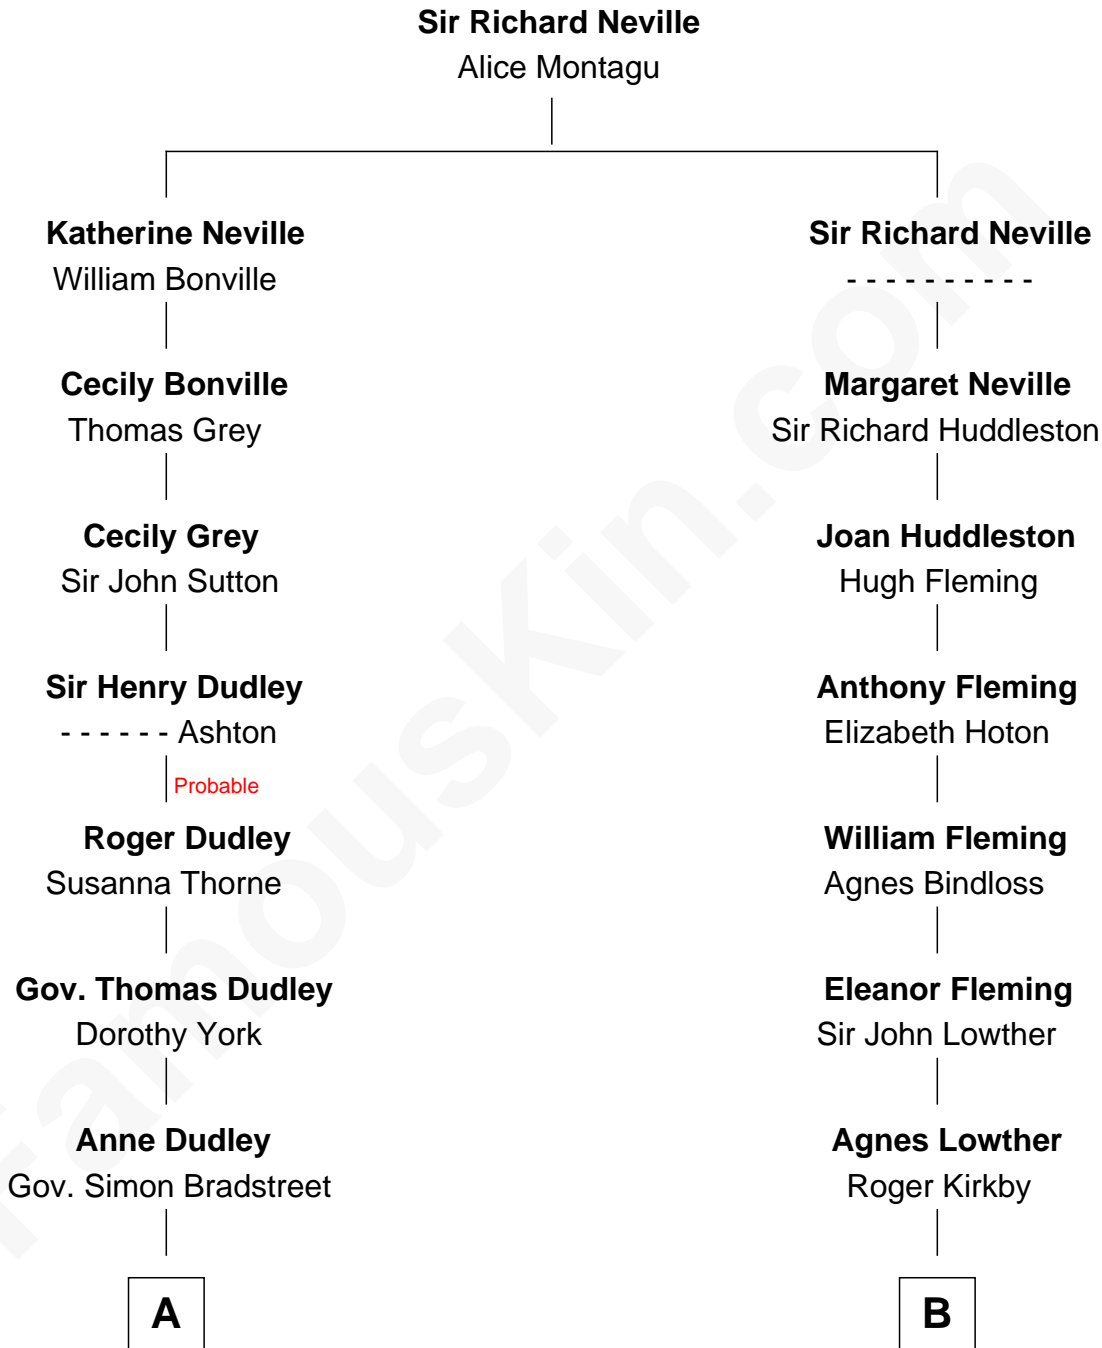 Sir Richard Neville
Alice Montagu
Katherine Neville
William Bonville
Sir Richard Neville
- - - - - - - - - -
Cecily Bonville
Thomas Grey
Margaret Neville
Sir Richard Huddleston
Cecily Grey
Sir John Sutton
Joan Huddleston
Hugh Fleming
Sir Henry Dudley
- - - - - - Ashton
Probable
Anthony Fleming
Elizabeth Hoton
Roger Dudley
Susanna Thorne
William Fleming
Agnes Bindloss
Gov. Thomas Dudley
Dorothy York
Eleanor Fleming
Sir John Lowther
Anne Dudley
Gov. Simon Bradstreet
Agnes Lowther
Roger Kirkby
A
B
FamousKin.com